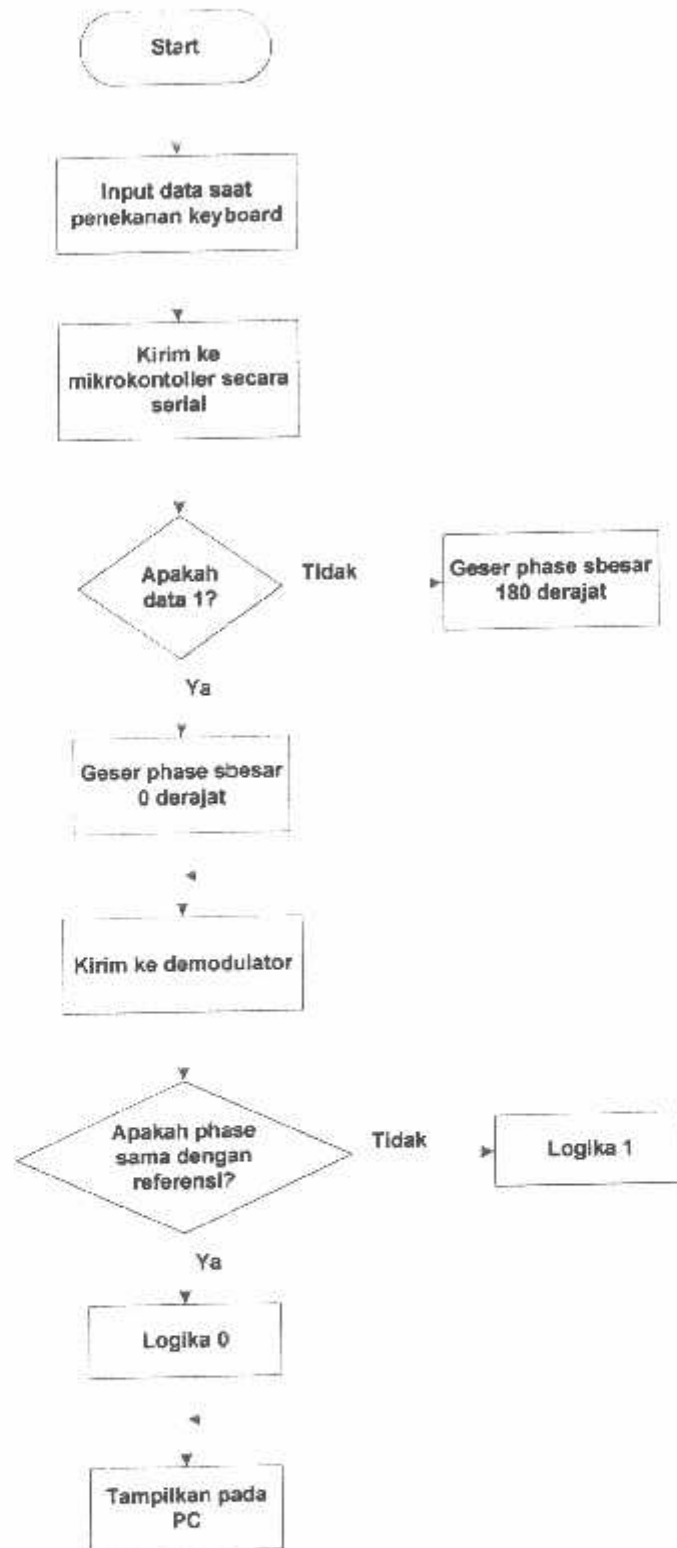 Start
Input data saat
penekanan keyboard
Kirim ke
mikrokontoller secara
serial
Apakah
data 1?
Tidak
Geser phase sbesar
180 derajat
Ya
Geser phase sbesar
0 derajat
Kirim ke demodulator
Apakah phase
sama dengan
referensi?
Tidak
Logika 1
Ya
Logika 0
Tampilkan pada
PC